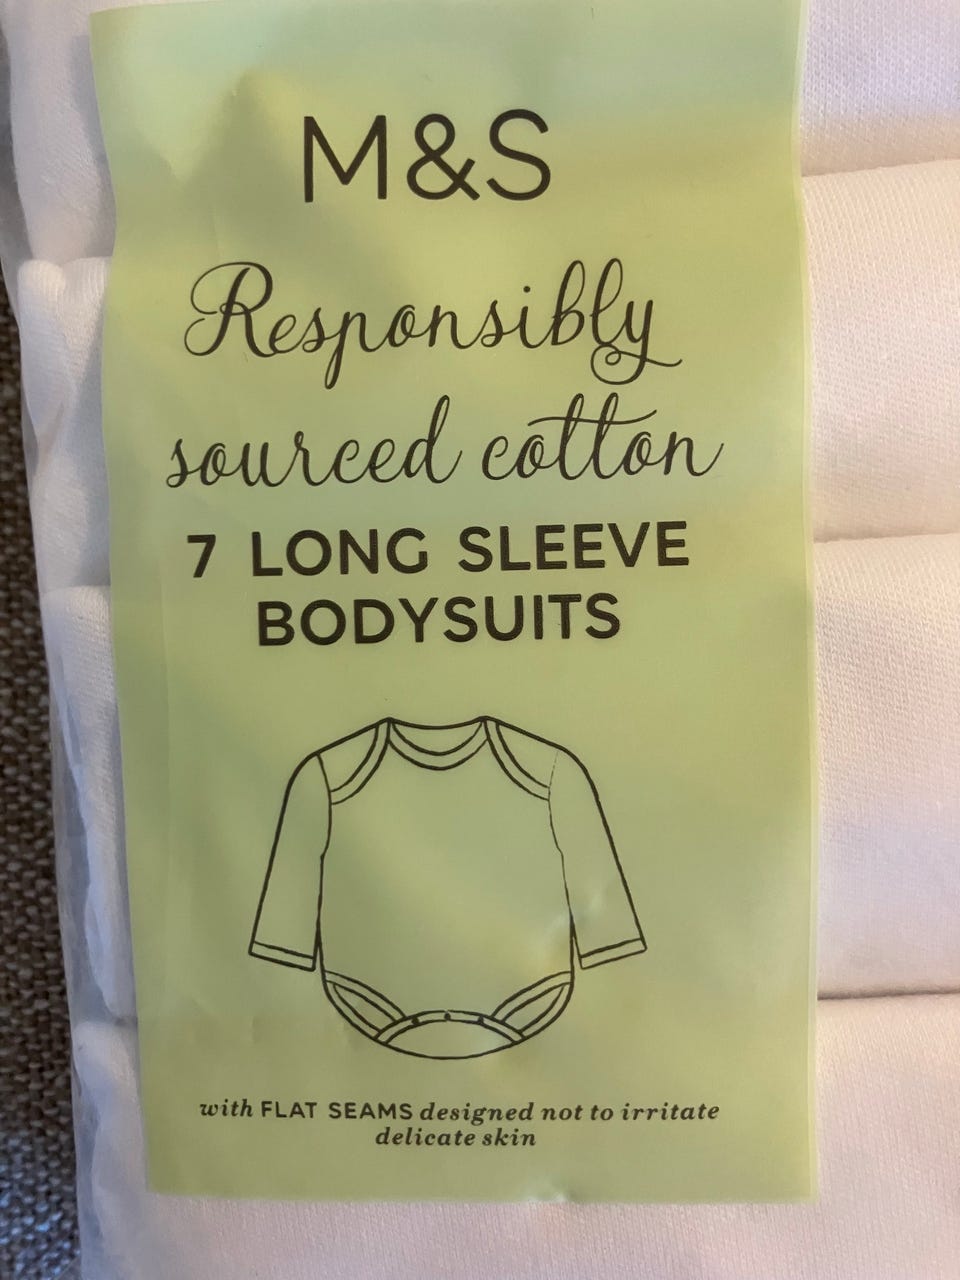 M&S
Responsibly
sourced cotton
7 LONG SLEEVE
BODYSUITS
with FLAT SEAMS designed not to irritate
delicate skin